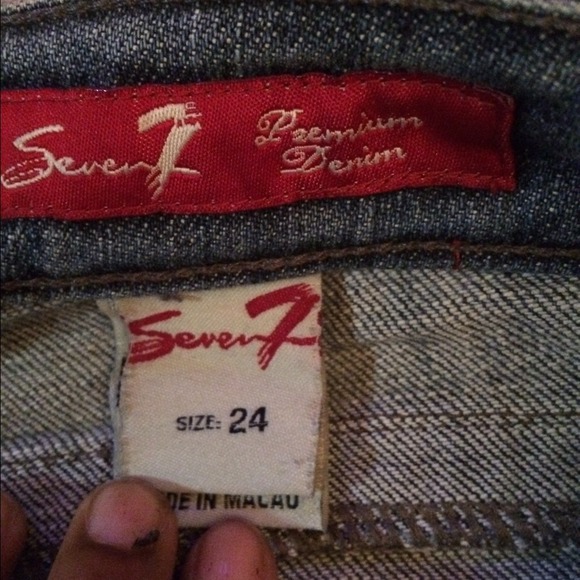 Seven7
Premium
Denim
Seven7
SIZE: 24
DE IN MACAU